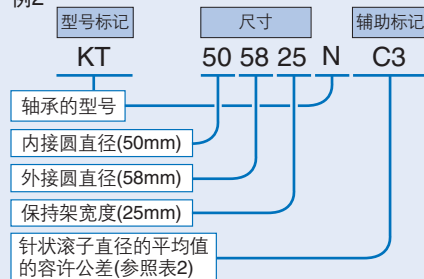 例2
型号标记 尺寸 辅助标记
KT 50 58 25 N C3
轴承的型号
内接圆直径(50mm)
外接圆直径(58mm)
保持架宽度(25mm)
针状滚子直径的平均值
的容许公差(参照表2)